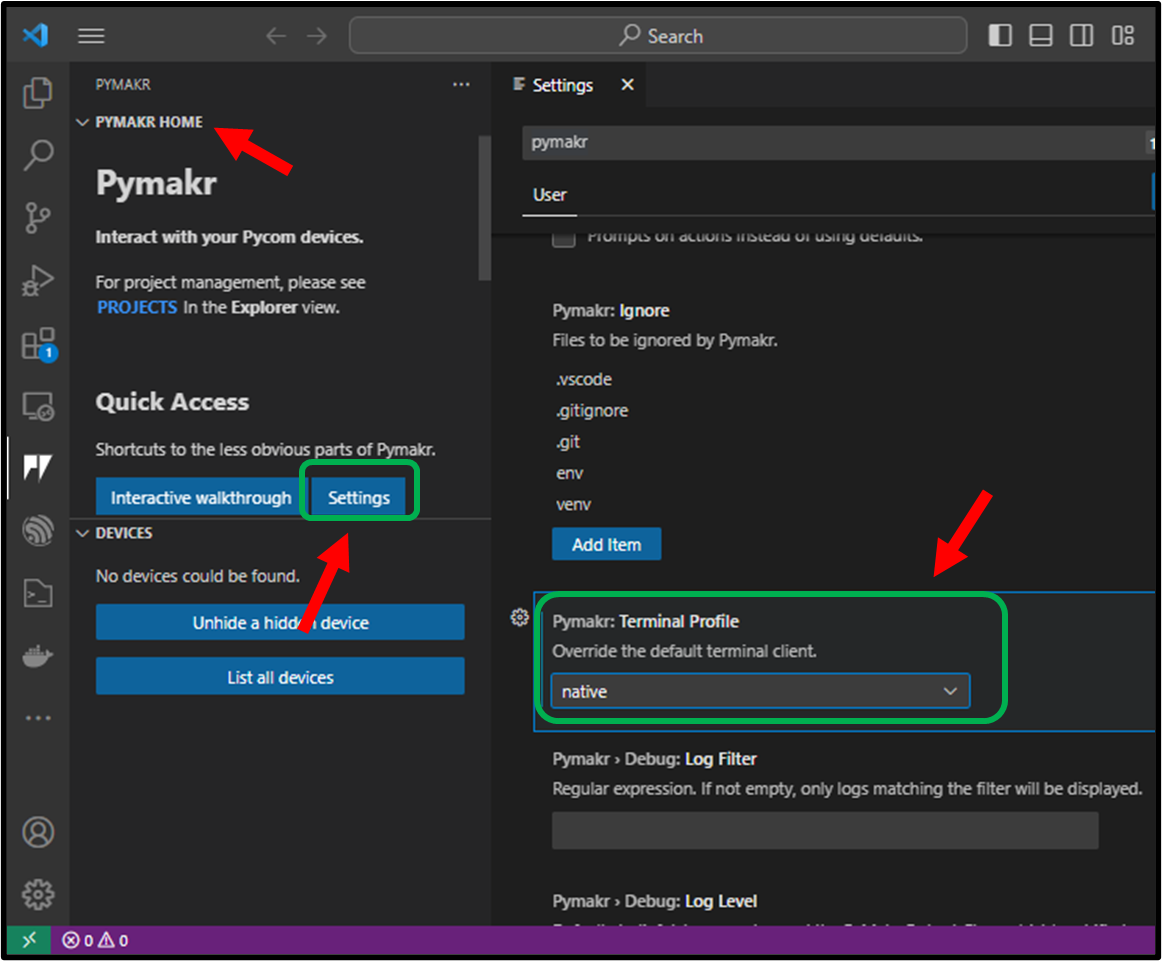 Search
PYMAKR
PYMAKR HOME
Pymakr
Interact with your Pycom devices.
For project management, please see
PROJECTS In the Explorer view.
Quick Access
Shortcuts to the less obvious parts of Pymakr.
Interactive walkthrough
Settings
DEVICES
No devices could be found.
Unhide a hidden device
List all devices
1
Settings
pymakr
User
Prompts on actions instead of using defaults.
Pymakr: Ignore
Files to be ignored by Pymakr.
.vscode
.gitignore
.git
env
venv
Add Item
Pymakr: Terminal Profile
Override the default terminal client.
native
Pymakr › Debug: Log Filter
Regular expression. If not empty, only logs matching the filter will be displayed.
Pymakr › Debug: Log Level
0 0